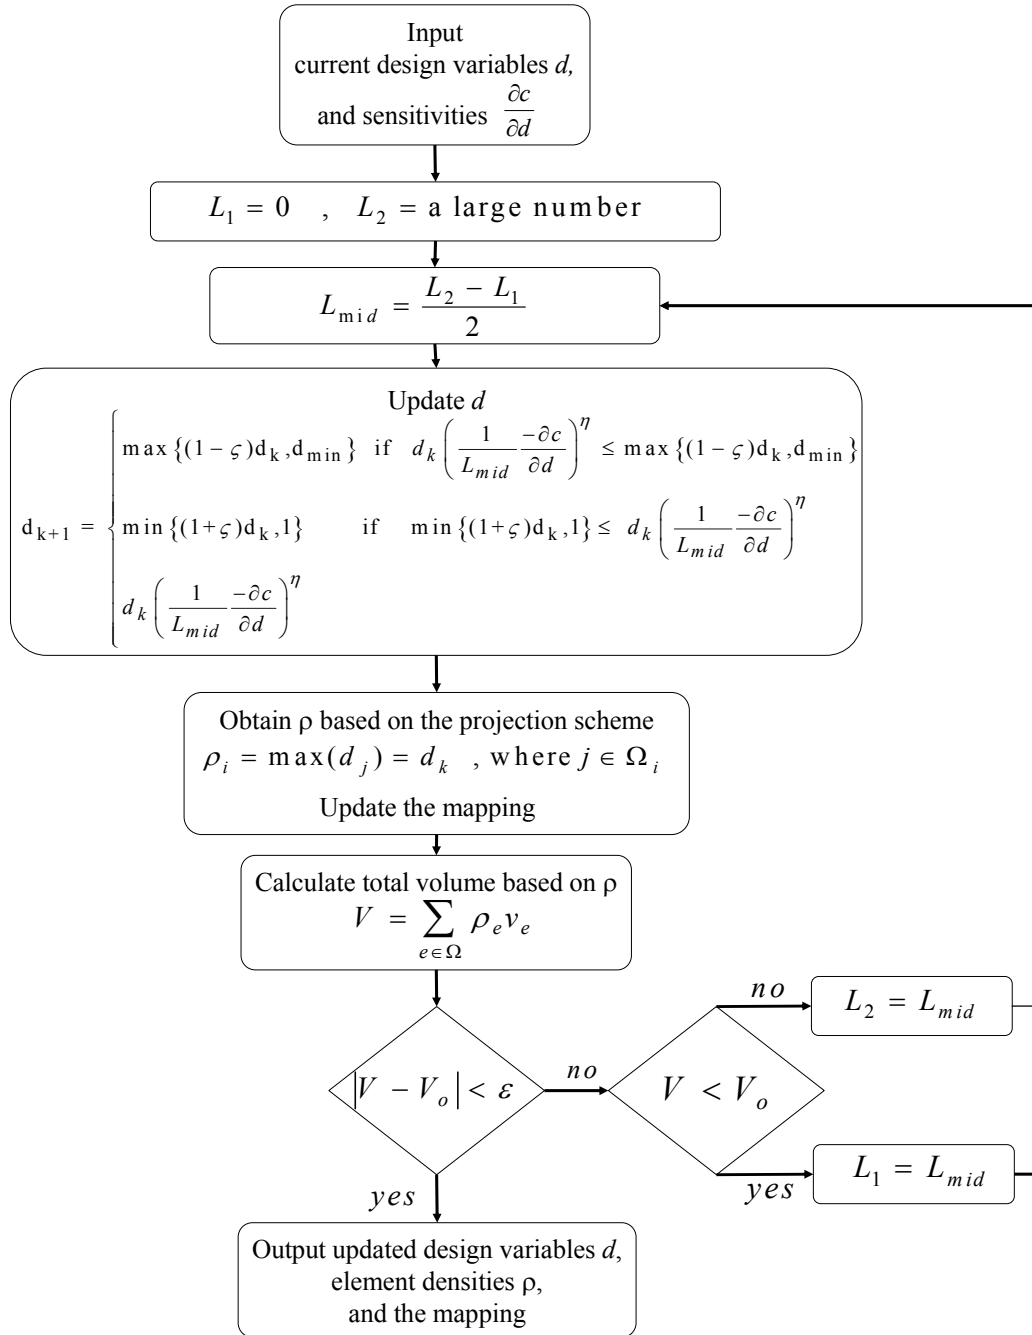 Input
current design variables d,
and sensitivities ∂c/∂d
L₁ = 0 , L₂ = a large number
L_mid = (L₂ − L₁)/2
Update d
d_{k+1} = { max{(1−ς)d_k, d_min} if d_k (1/L_mid −∂c/∂d)^η ≤ max{(1−ς)d_k, d_min}
min{(1+ς)d_k, 1} if min{(1+ς)d_k, 1} ≤ d_k (1/L_mid −∂c/∂d)^η
d_k (1/L_mid −∂c/∂d)^η
Obtain ρ based on the projection scheme
ρ_i = max(d_j) = d_k , where j ∈ Ω_i
Update the mapping
Calculate total volume based on ρ
V = ∑_{e∈Ω} ρ_e v_e
|V − V_o| < ε
no
V < V_o
no
L₂ = L_mid
yes
L₁ = L_mid
yes
Output updated design variables d,
element densities ρ,
and the mapping